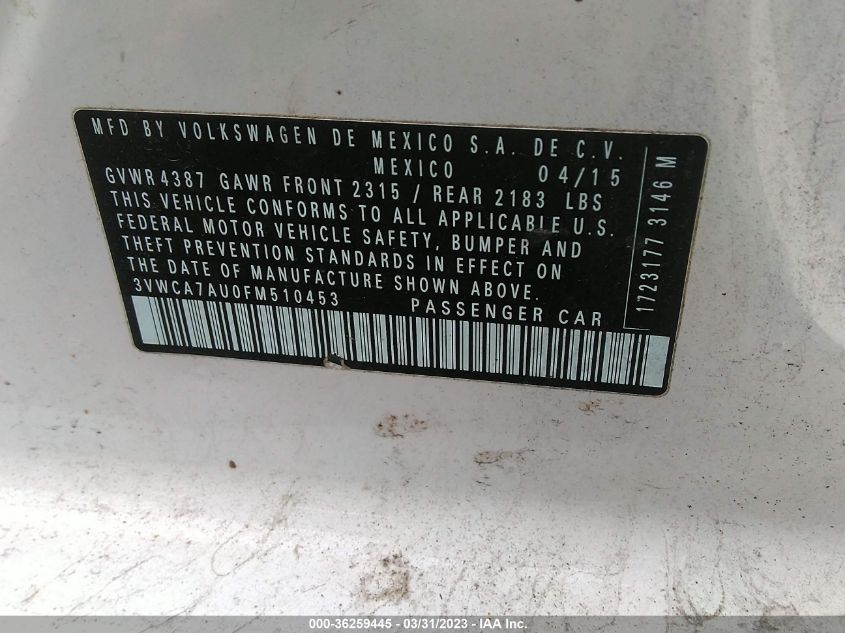 MFD BY VOLKSWAGEN DE MEXICO S.A. DE C.V.
MEXICO 04/15
GVWR 4387 GAWR FRONT 2315 / REAR 2183 LBS
THIS VEHICLE CONFORMS TO ALL APPLICABLE U.S.
FEDERAL MOTOR VEHICLE SAFETY, BUMPER AND
THEFT PREVENTION STANDARDS IN EFFECT ON
THE DATE OF MANUFACTURE SHOWN ABOVE.
3VWCA7AU0FM510453 PASSENGER CAR
1723177 3146 M
000-36259445 - 03/31/2023 - IAA Inc.